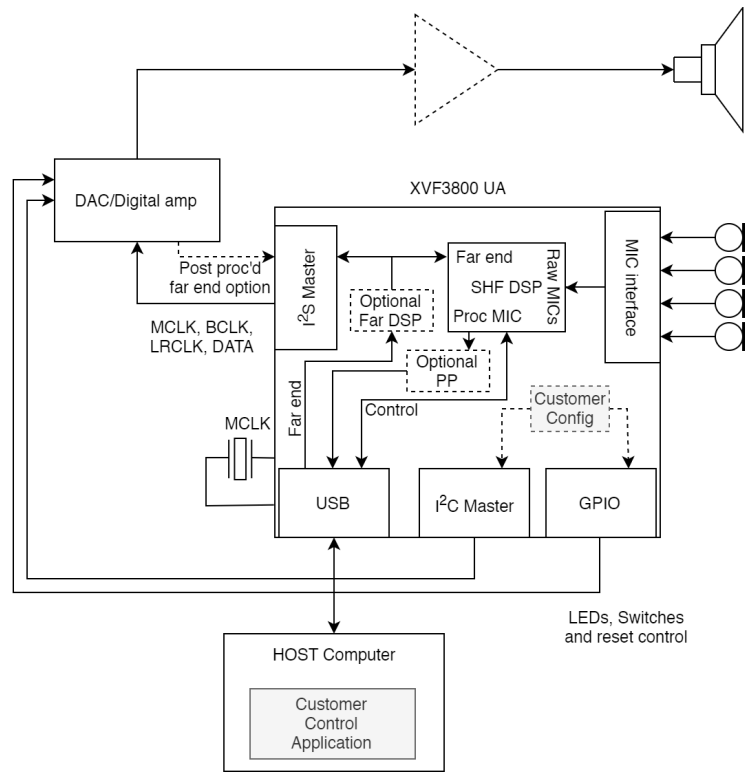 XVF3800 UA
DAC/Digital amp
Post proc'd
far end option
MCLK, BCLK,
LRCLK, DATA
I²S Master
Far end
SHF DSP
Raw MICs
Proc MIC
MIC interface
Optional
Far DSP
Optional
PP
Far end
Control
Customer
Config
MCLK
USB
I²C Master
GPIO
LEDs, Switches
and reset control
HOST Computer
Customer
Control
Application